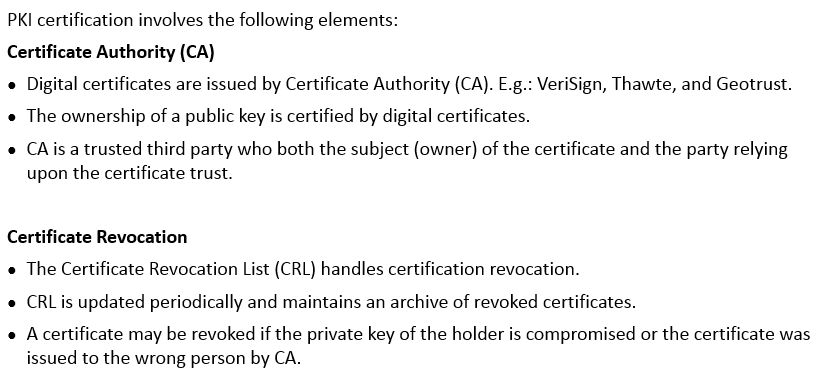 PKI certification involves the following elements:
Certificate Authority (CA)
• Digital certificates are issued by Certificate Authority (CA). E.g.: VeriSign, Thawte, and Geotrust.
• The ownership of a public key is certified by digital certificates.
• CA is a trusted third party who both the subject (owner) of the certificate and the party relying
upon the certificate trust.
Certificate Revocation
• The Certificate Revocation List (CRL) handles certification revocation.
• CRL is updated periodically and maintains an archive of revoked certificates.
• A certificate may be revoked if the private key of the holder is compromised or the certificate was
issued to the wrong person by CA.